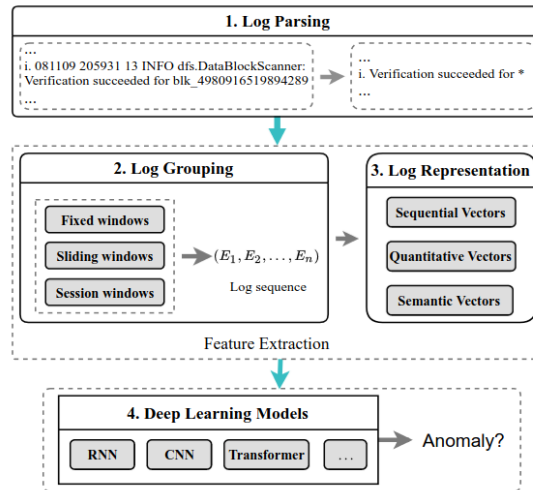 1. Log Parsing
...
i. 081109 205931 13 INFO dfs.DataBlockScanner:
Verification succeeded for blk_4980916519894289
...
...
i. Verification succeeded for *
...
2. Log Grouping
Fixed windows
Sliding windows
Session windows
(E1, E2, . . . , En)
Log sequence
3. Log Representation
Sequential Vectors
Quantitative Vectors
Semantic Vectors
Feature Extraction
4. Deep Learning Models
RNN
CNN
Transformer
...
Anomaly?